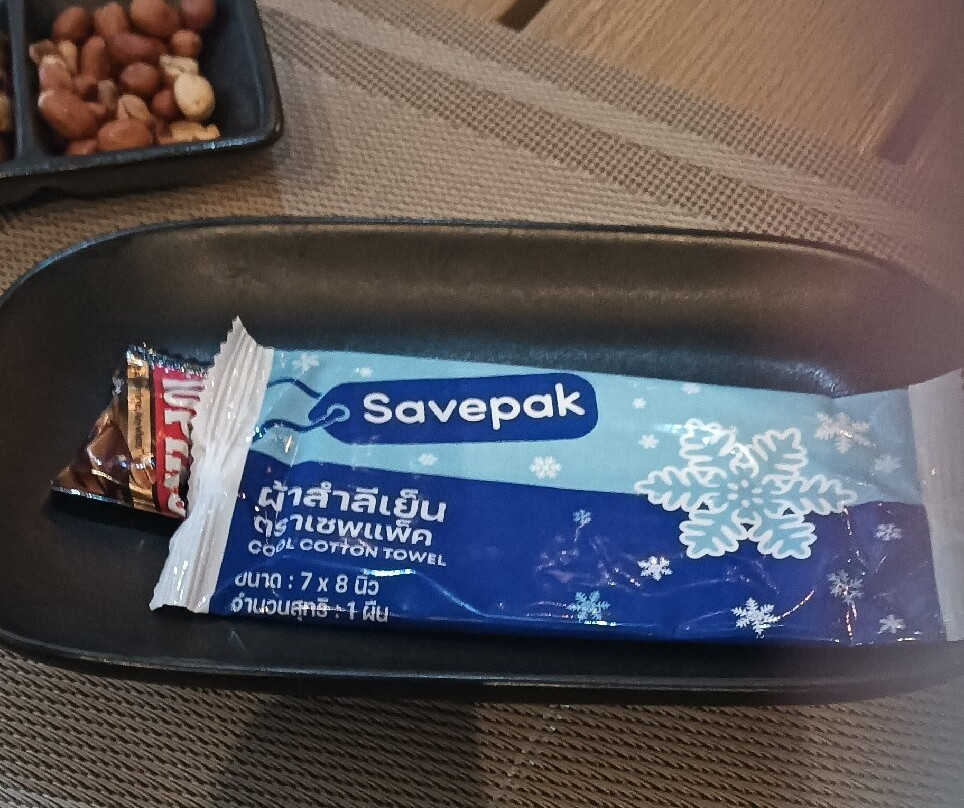 Savepak
ผ้าสำลีเย็น
ตราเซพแพ็ค
COOL COTTON TOWEL
ขนาด : 7 x 8 นิ้ว
จำนวนสุทธิ : 1 ผืน